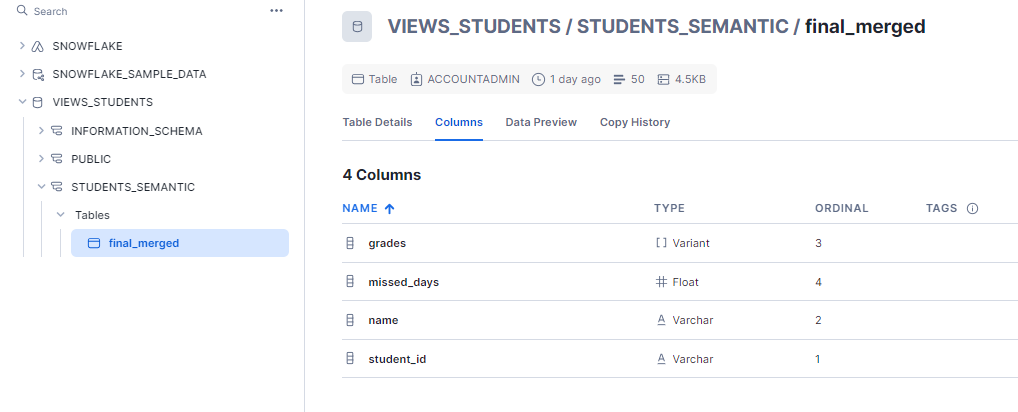 Search
•••
SNOWFLAKE
SNOWFLAKE_SAMPLE_DATA
VIEWS_STUDENTS
INFORMATION_SCHEMA
PUBLIC
STUDENTS_SEMANTIC
Tables
final_merged
VIEWS_STUDENTS / STUDENTS_SEMANTIC / final_merged
Table ACCOUNTADMIN 1 day ago 50 4.5KB
Table Details Columns Data Preview Copy History
4 Columns
NAME TYPE ORDINAL TAGS
grades [ ] Variant 3
missed_days # Float 4
name A Varchar 2
student_id A Varchar 1